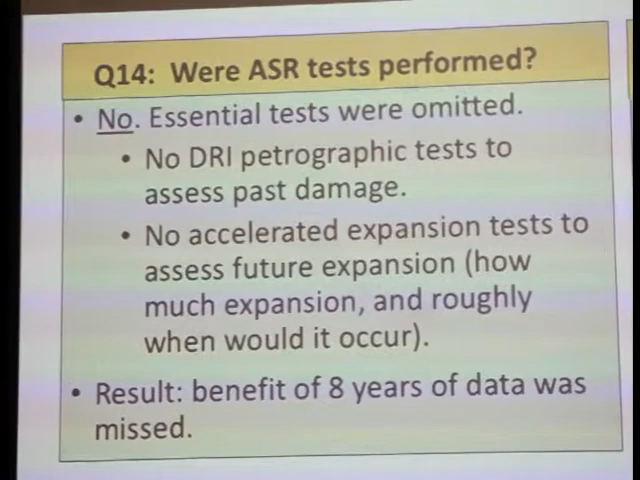 Q14: Were ASR tests performed?
• No. Essential tests were omitted.
• No DRI petrographic tests to
assess past damage.
• No accelerated expansion tests to
assess future expansion (how
much expansion, and roughly
when would it occur).
• Result: benefit of 8 years of data was
missed.